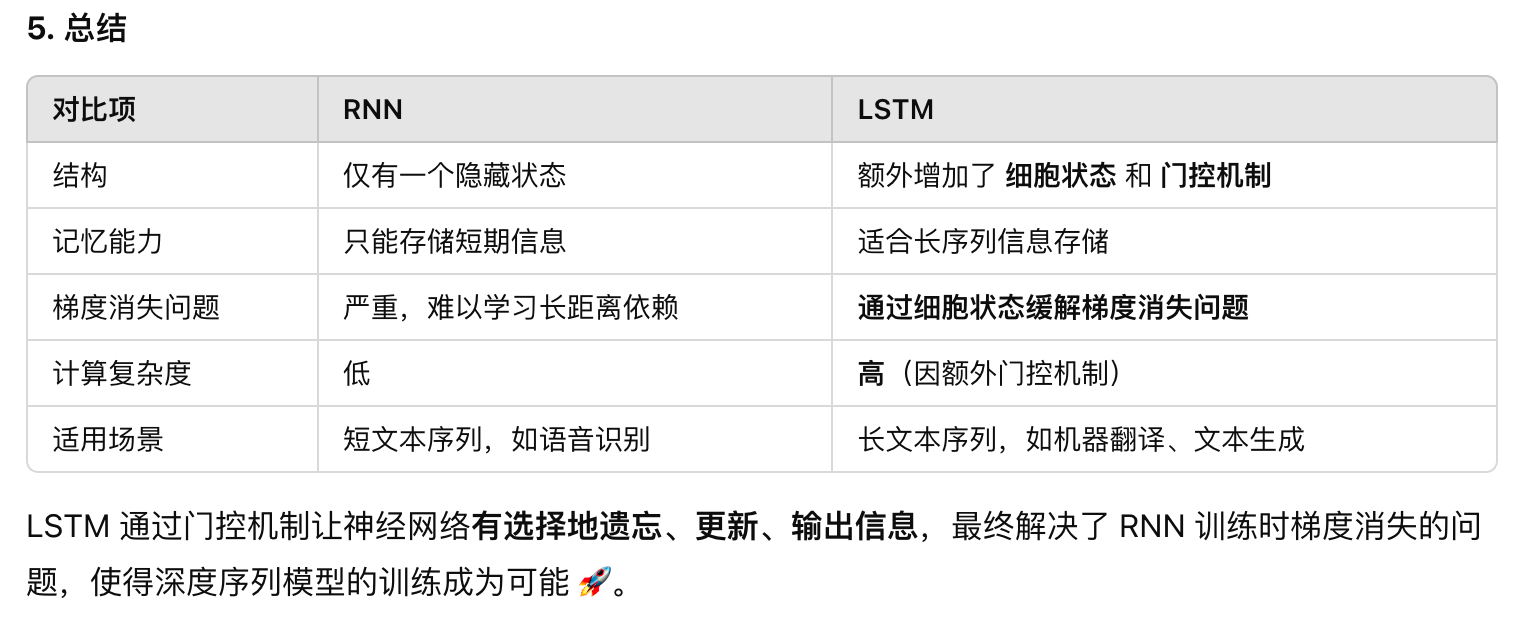 5. 总结
对比项 RNN LSTM
结构 仅有一个隐藏状态 额外增加了 细胞状态 和 门控机制
记忆能力 只能存储短期信息 适合长序列信息存储
梯度消失问题 严重，难以学习长距离依赖 通过细胞状态缓解梯度消失问题
计算复杂度 低 高（因额外门控机制）
适用场景 短文本序列，如语音识别 长文本序列，如机器翻译、文本生成
LSTM 通过门控机制让神经网络有选择地遗忘、更新、输出信息，最终解决了 RNN 训练时梯度消失的问
题，使得深度序列模型的训练成为可能 🚀。